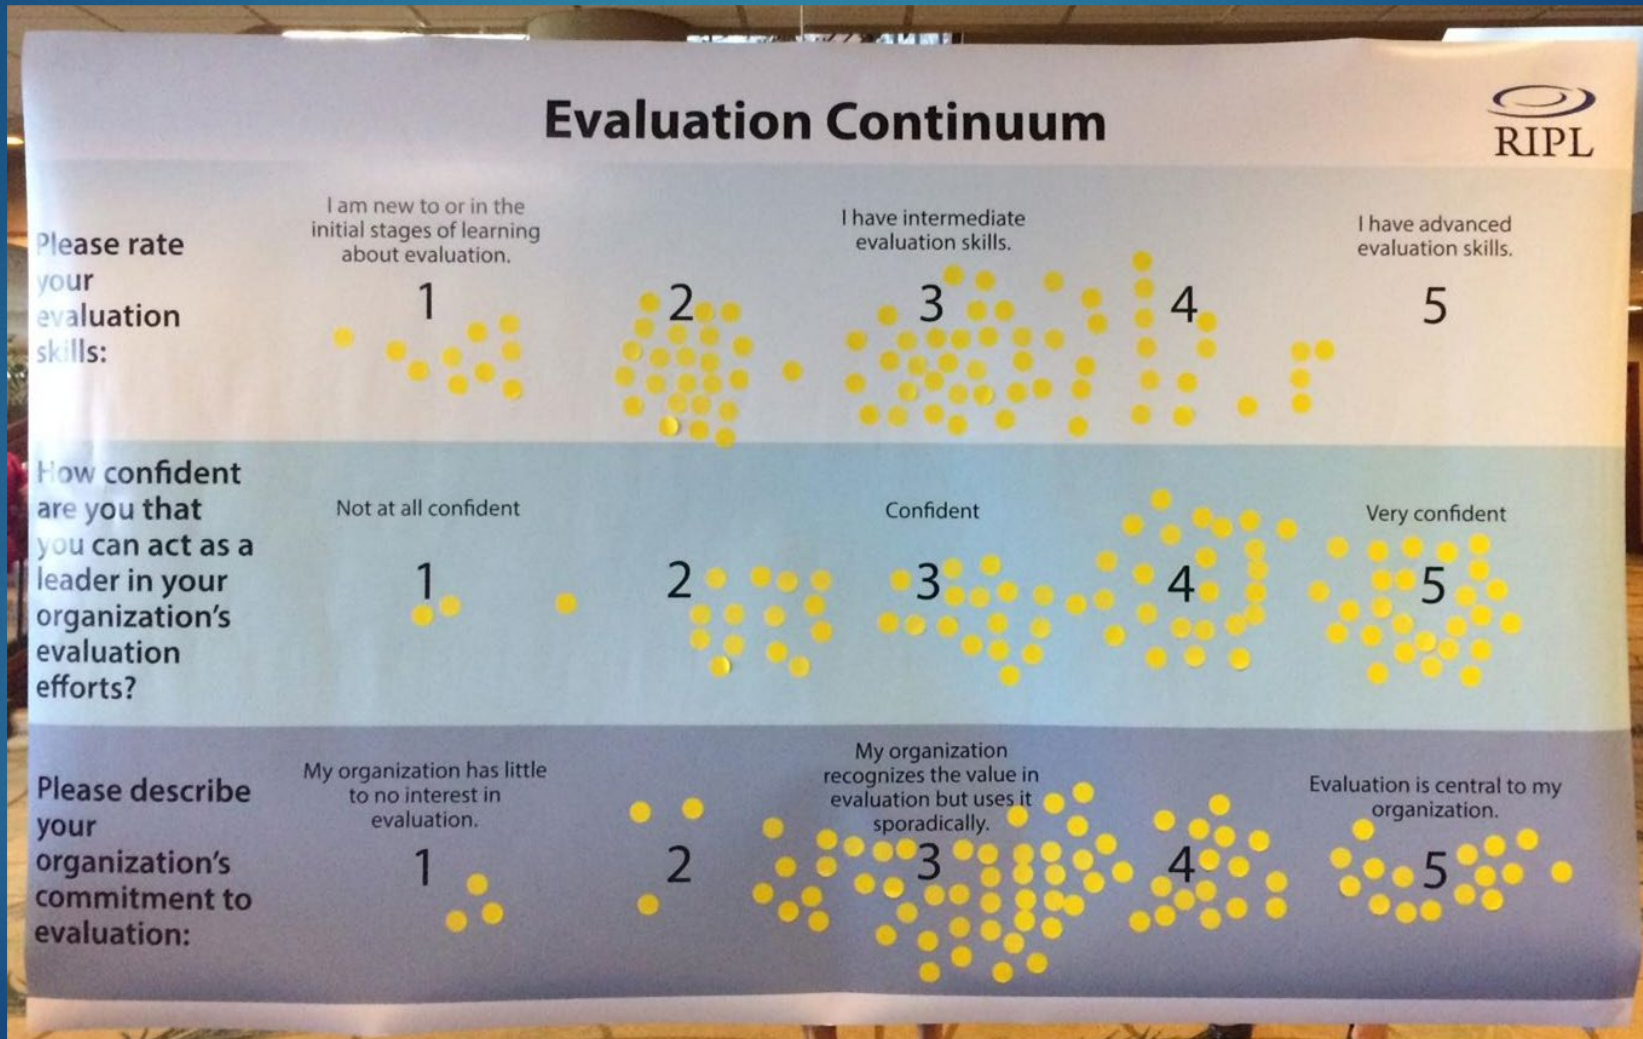 Evaluation Continuum
RIPL
Please rate
your
evaluation
skills:
I am new to or in the
initial stages of learning
about evaluation.
1
2
I have intermediate
evaluation skills.
3
4
I have advanced
evaluation skills.
5
How confident
are you that
you can act as a
leader in your
organization's
evaluation
efforts?
Not at all confident
1
2
Confident
3
4
Very confident
5
Please describe
your
organization's
commitment to
evaluation:
My organization has little
to no interest in
evaluation.
1
2
My organization
recognizes the value in
evaluation but uses it
sporadically.
3
4
Evaluation is central to my
organization.
5